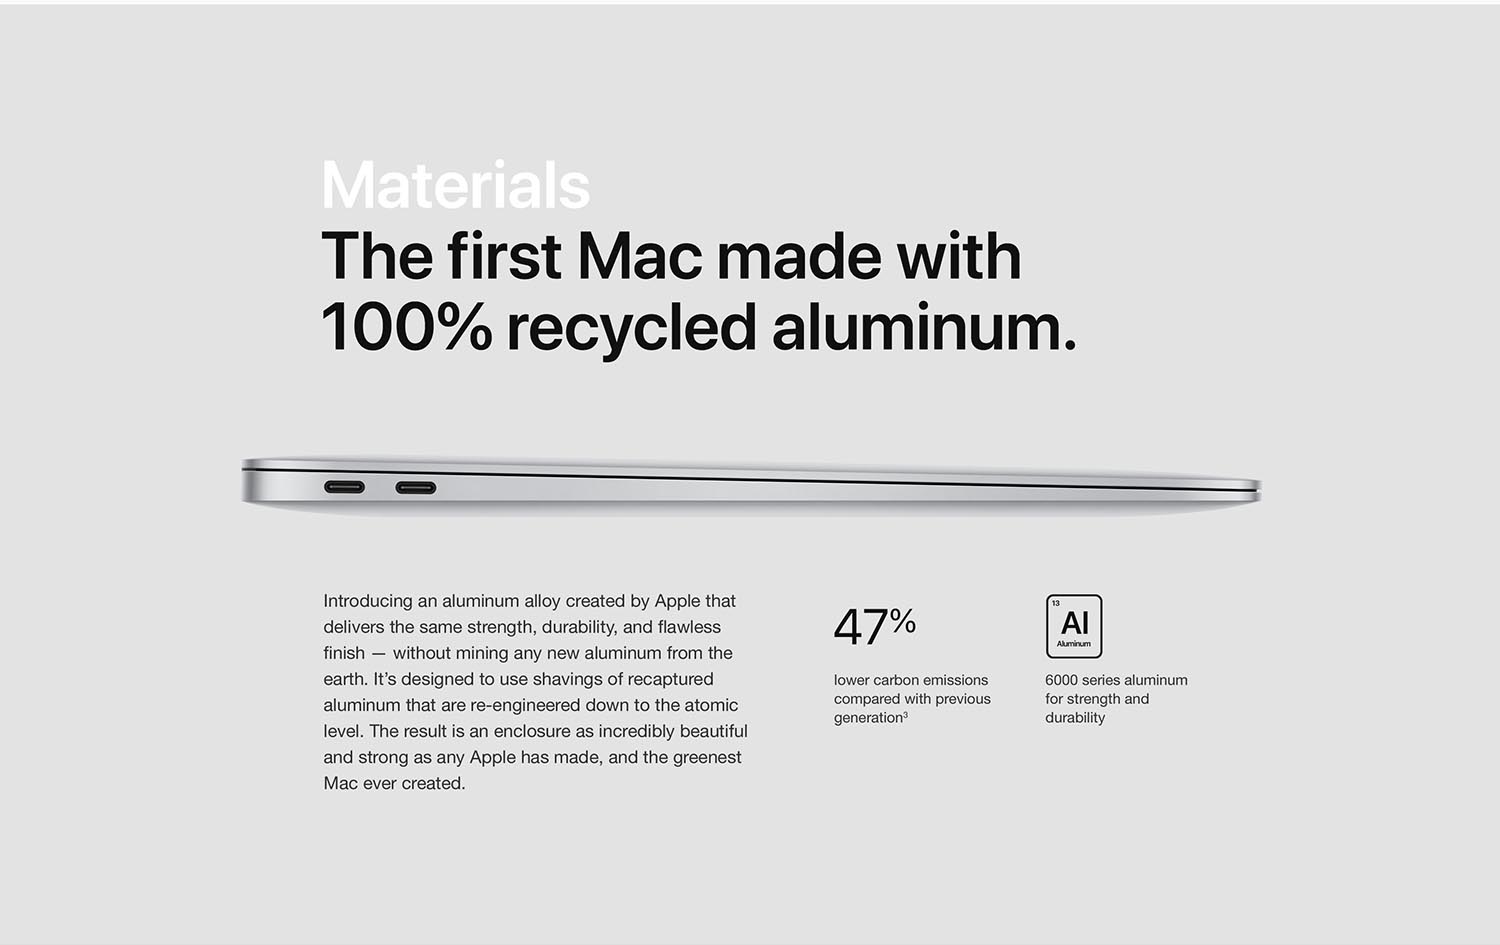 Materials
The first Mac made with
100% recycled aluminum.
Introducing an aluminum alloy created by Apple that
delivers the same strength, durability, and flawless
finish — without mining any new aluminum from the
earth. It’s designed to use shavings of recaptured
aluminum that are re-engineered down to the atomic
level. The result is an enclosure as incredibly beautiful
and strong as any Apple has made, and the greenest
Mac ever created.
47%
lower carbon emissions
compared with previous
generation³
13
Al
Aluminum
6000 series aluminum
for strength and
durability